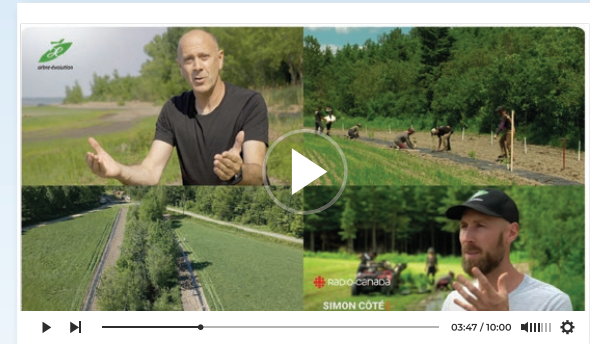 arbre-évolution
RADIO-CANADA
SIMON CÔTÉ
03:47 / 10:00